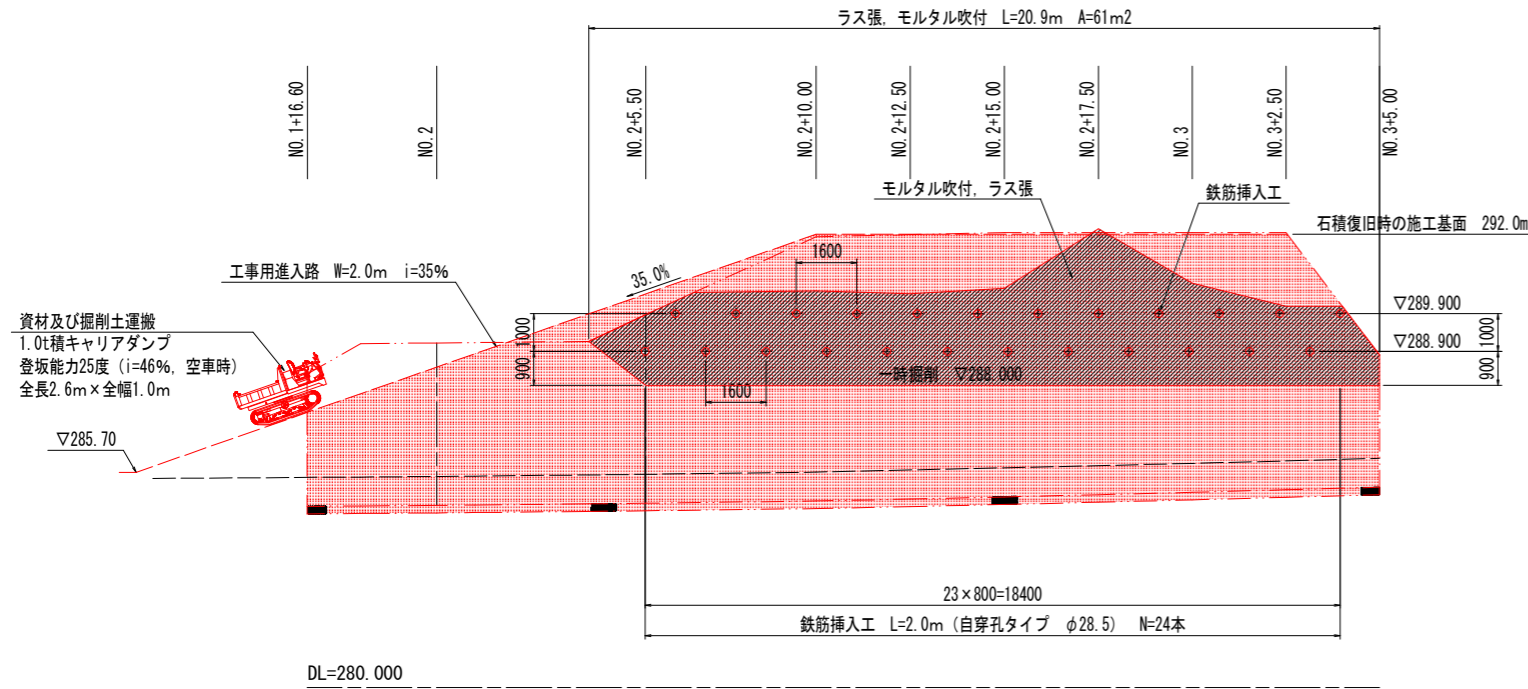 ラス張, モルタル吹付 L=20.9m A=61m2
NO.1+16.60
NO.2
NO.2+5.50
NO.2+10.00
NO.2+12.50
NO.2+15.00
NO.2+17.50
NO.3
NO.3+2.50
NO.3+5.00
モルタル吹付, ラス張
鉄筋挿入工
石積復旧時の施工基面 292.0m
工事用進入路 W=2.0m i=35%
35.0%
1600
資材及び掘削土運搬
1.0t積キャリアダンプ
登坂能力25度(i=46%, 空車時)
全長2.6m×全幅1.0m
1000
900
▽289.900
▽288.900
1000
900
一時掘削 ▽288.000
1600
▽285.70
23×800=18400
鉄筋挿入工 L=2.0m(自穿孔タイプ φ28.5) N=24本
DL=280.000